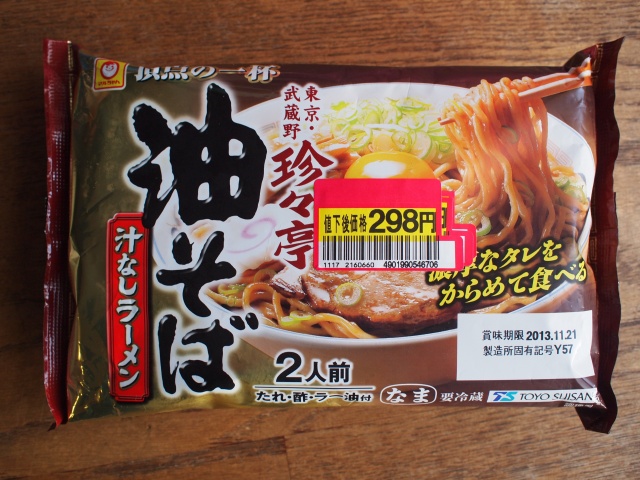 頂点の一杯
東京・
武蔵野
珍々亭
油そば
汁なしラーメン
値下後価格 298円
1117 2160660 4901990546706
濃厚なタレを
からめて食べる
賞味期限 2013.11.21
製造所固有記号Y57
2人前
たれ・酢・ラー油付
なま 要冷蔵
TOYO SUISAN